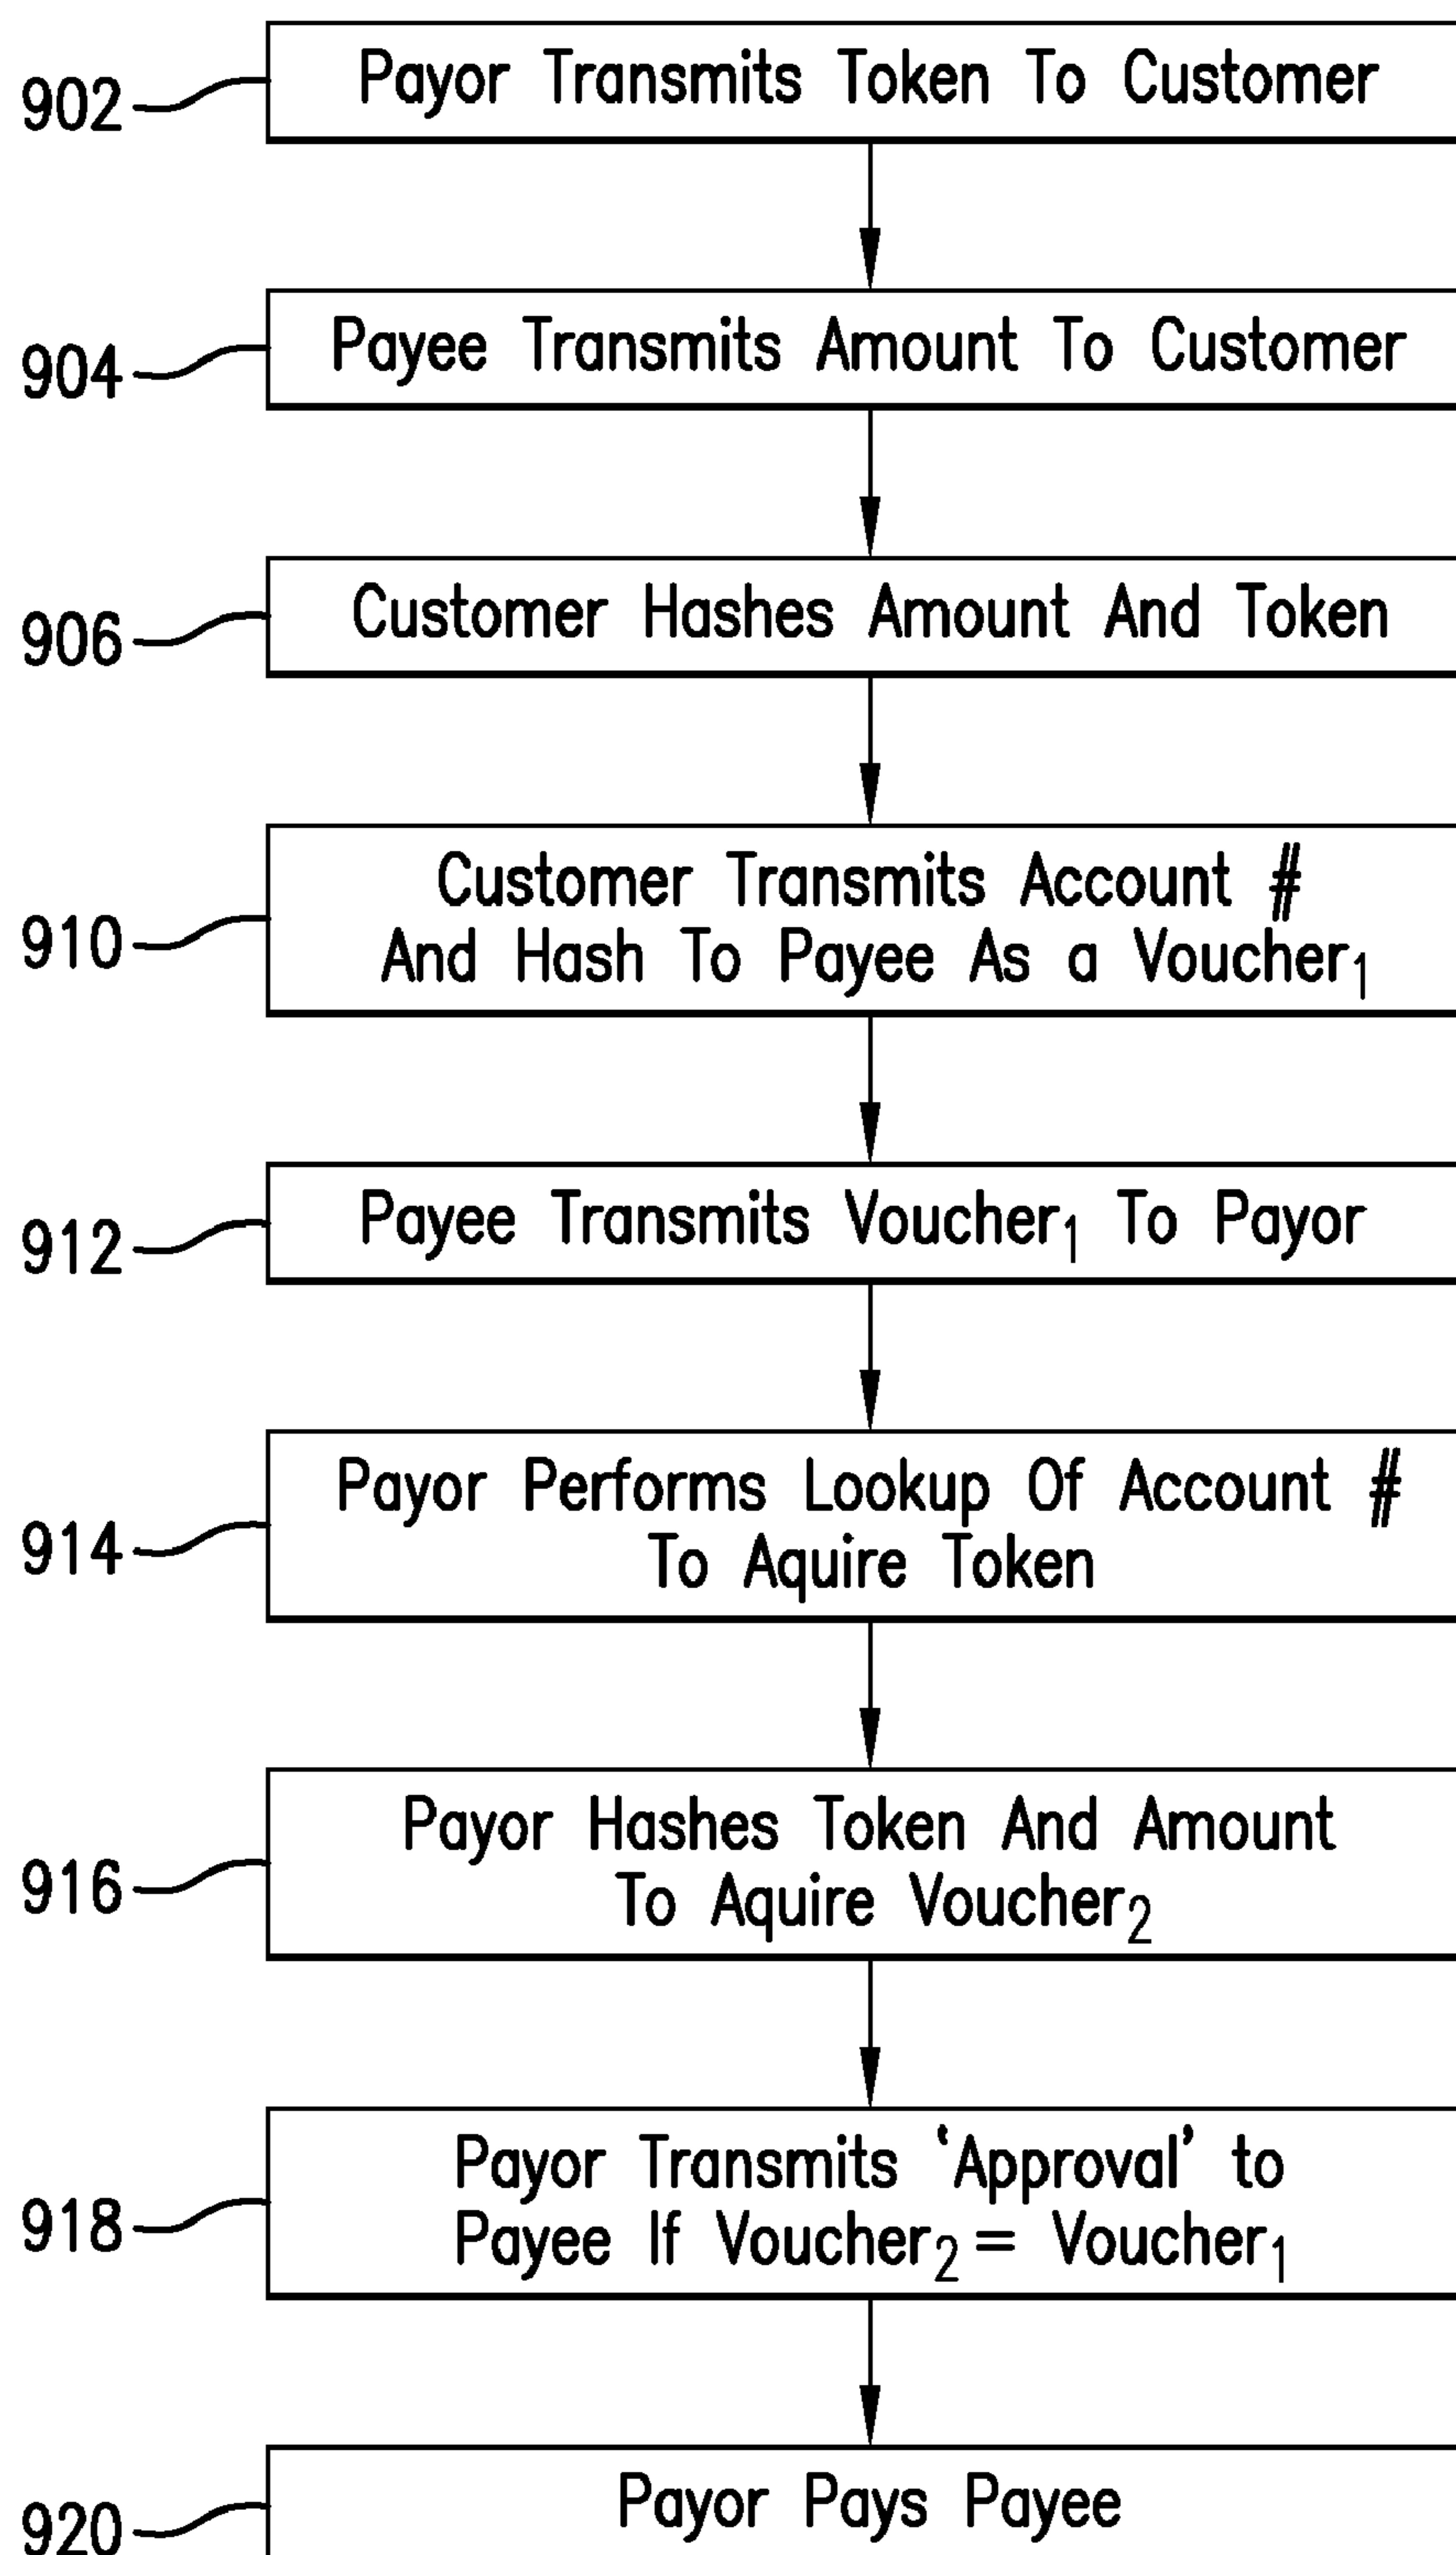 902 Payor Transmits Token To Customer
904 Payee Transmits Amount To Customer
906 Customer Hashes Amount And Token
910 Customer Transmits Account #
And Hash To Payee As a Voucher₁
912 Payee Transmits Voucher₁ To Payor
914 Payor Performs Lookup Of Account #
To Aquire Token
916 Payor Hashes Token And Amount
To Aquire Voucher₂
918 Payor Transmits ‘Approval’ to
Payee If Voucher₂ = Voucher₁
920 Payor Pays Payee